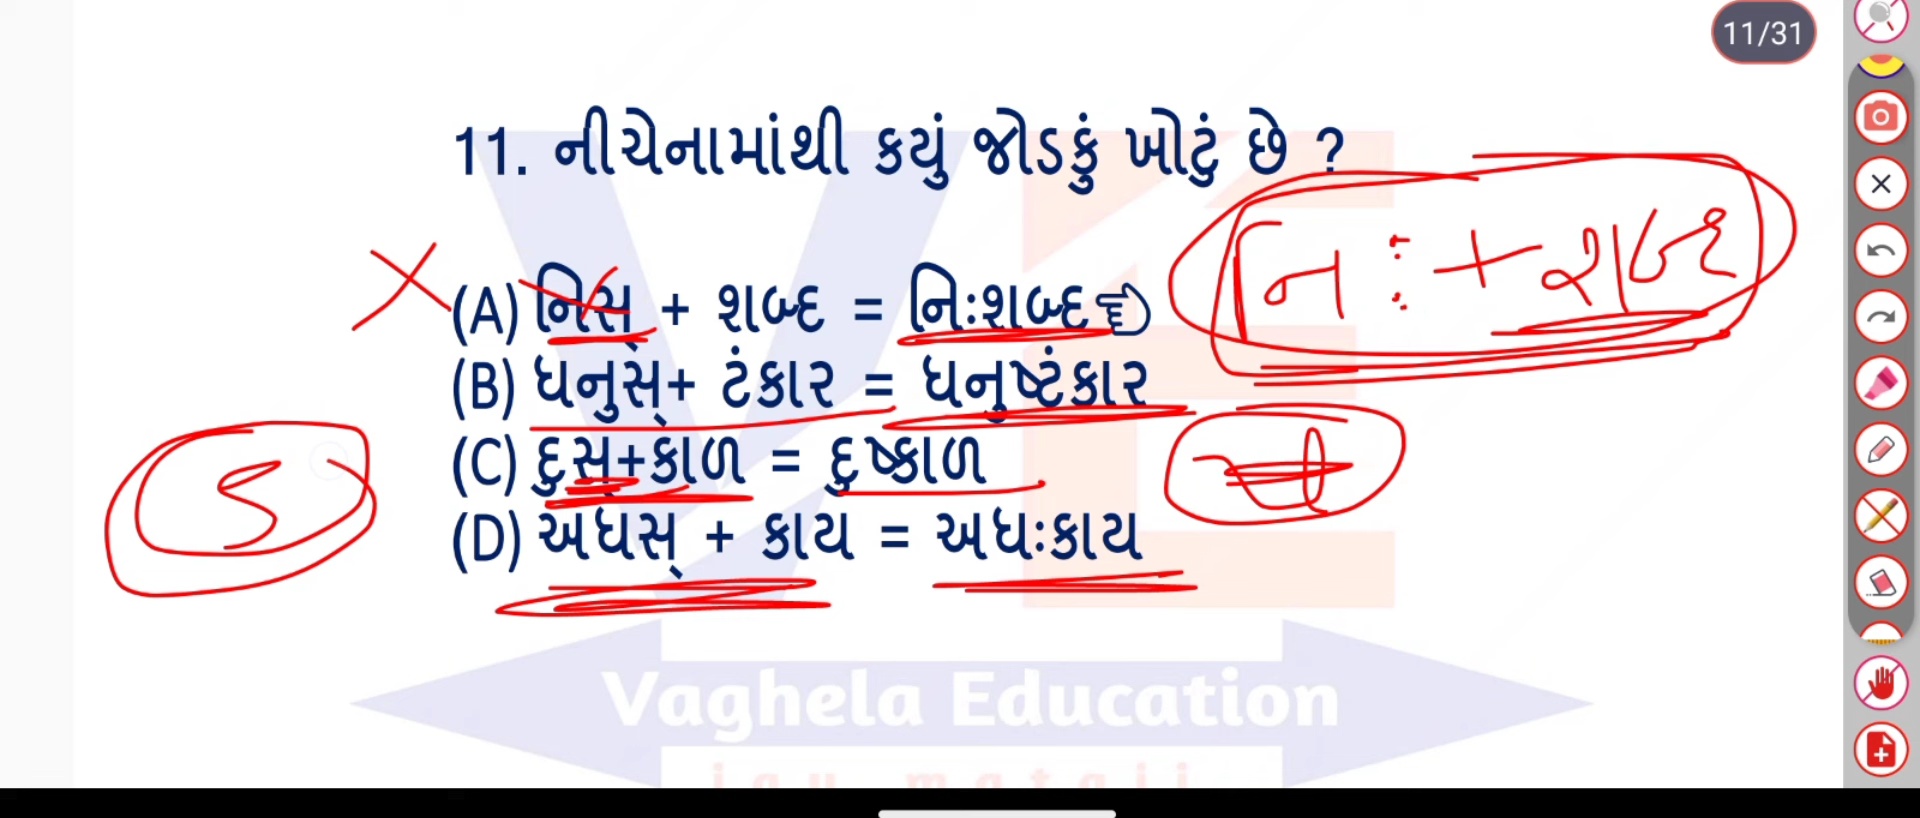 11/31
11. નીચેનામાંથી કયું જોડકું ખોટું છે ?
નિ : + શબ્દ
(A) નિસ્ + શબ્દ = નિઃશબ્દ
(B) ધનુસ્+ ટંકાર = ધનુષ્ટંકાર
(C) દુસ્+કાળ = દુષ્કાળ
(D) અધસ્ + કાય = અધઃકાય
Vaghela Education